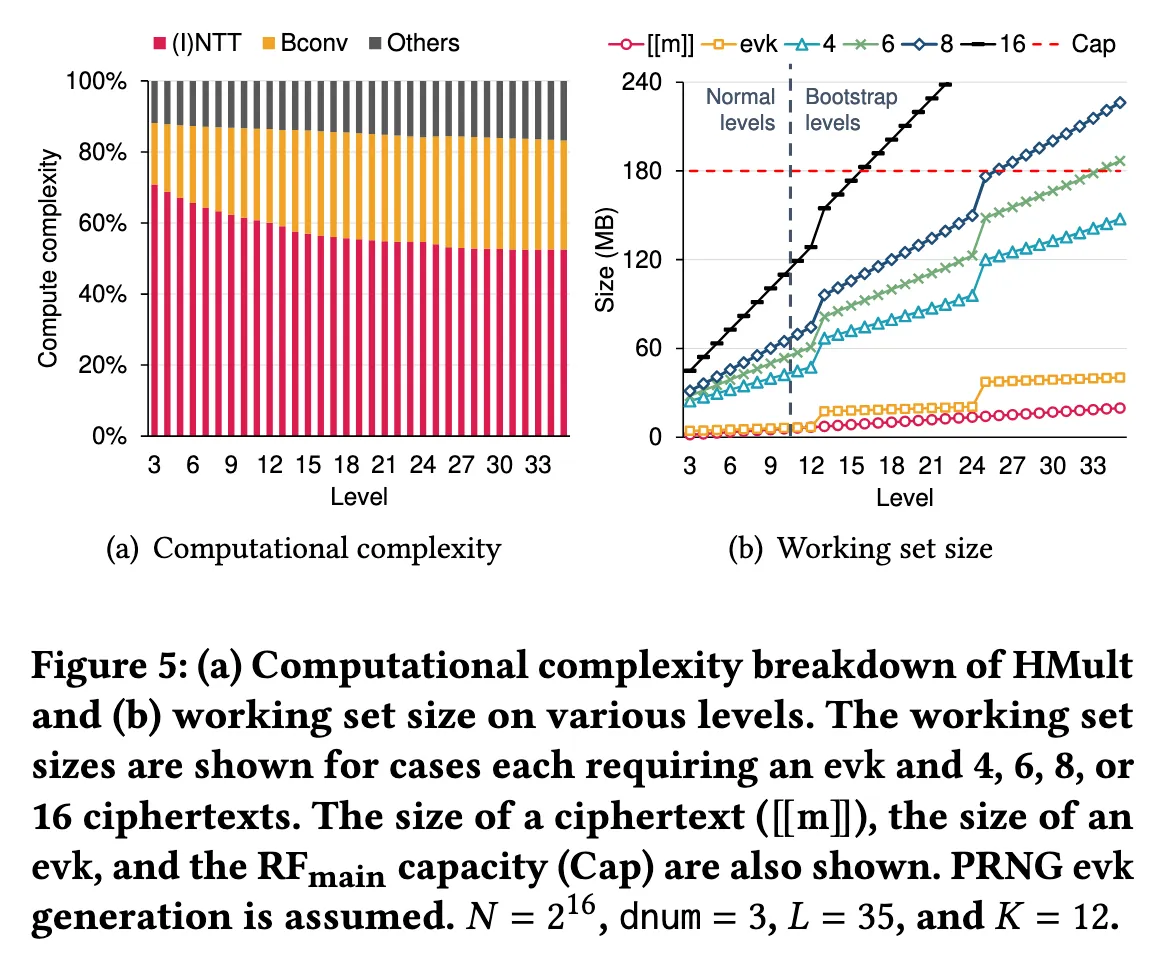 (I)NTT Bconv Others
100%
80%
60%
40%
20%
0%
Compute complexity
3 6 9 12 15 18 21 24 27 30 33
Level
(a) Computational complexity
[[m]] evk 4 6 8 16 Cap
240
180
120
60
0
Size (MB)
Normal levels
Bootstrap levels
3 6 9 12 15 18 21 24 27 30 33
Level
(b) Working set size
Figure 5: (a) Computational complexity breakdown of HMult
and (b) working set size on various levels. The working set
sizes are shown for cases each requiring an evk and 4, 6, 8, or
16 ciphertexts. The size of a ciphertext ([[m]]), the size of an
evk, and the RFmain capacity (Cap) are also shown. PRNG evk
generation is assumed. N = 2^16, dnum = 3, L = 35, and K = 12.